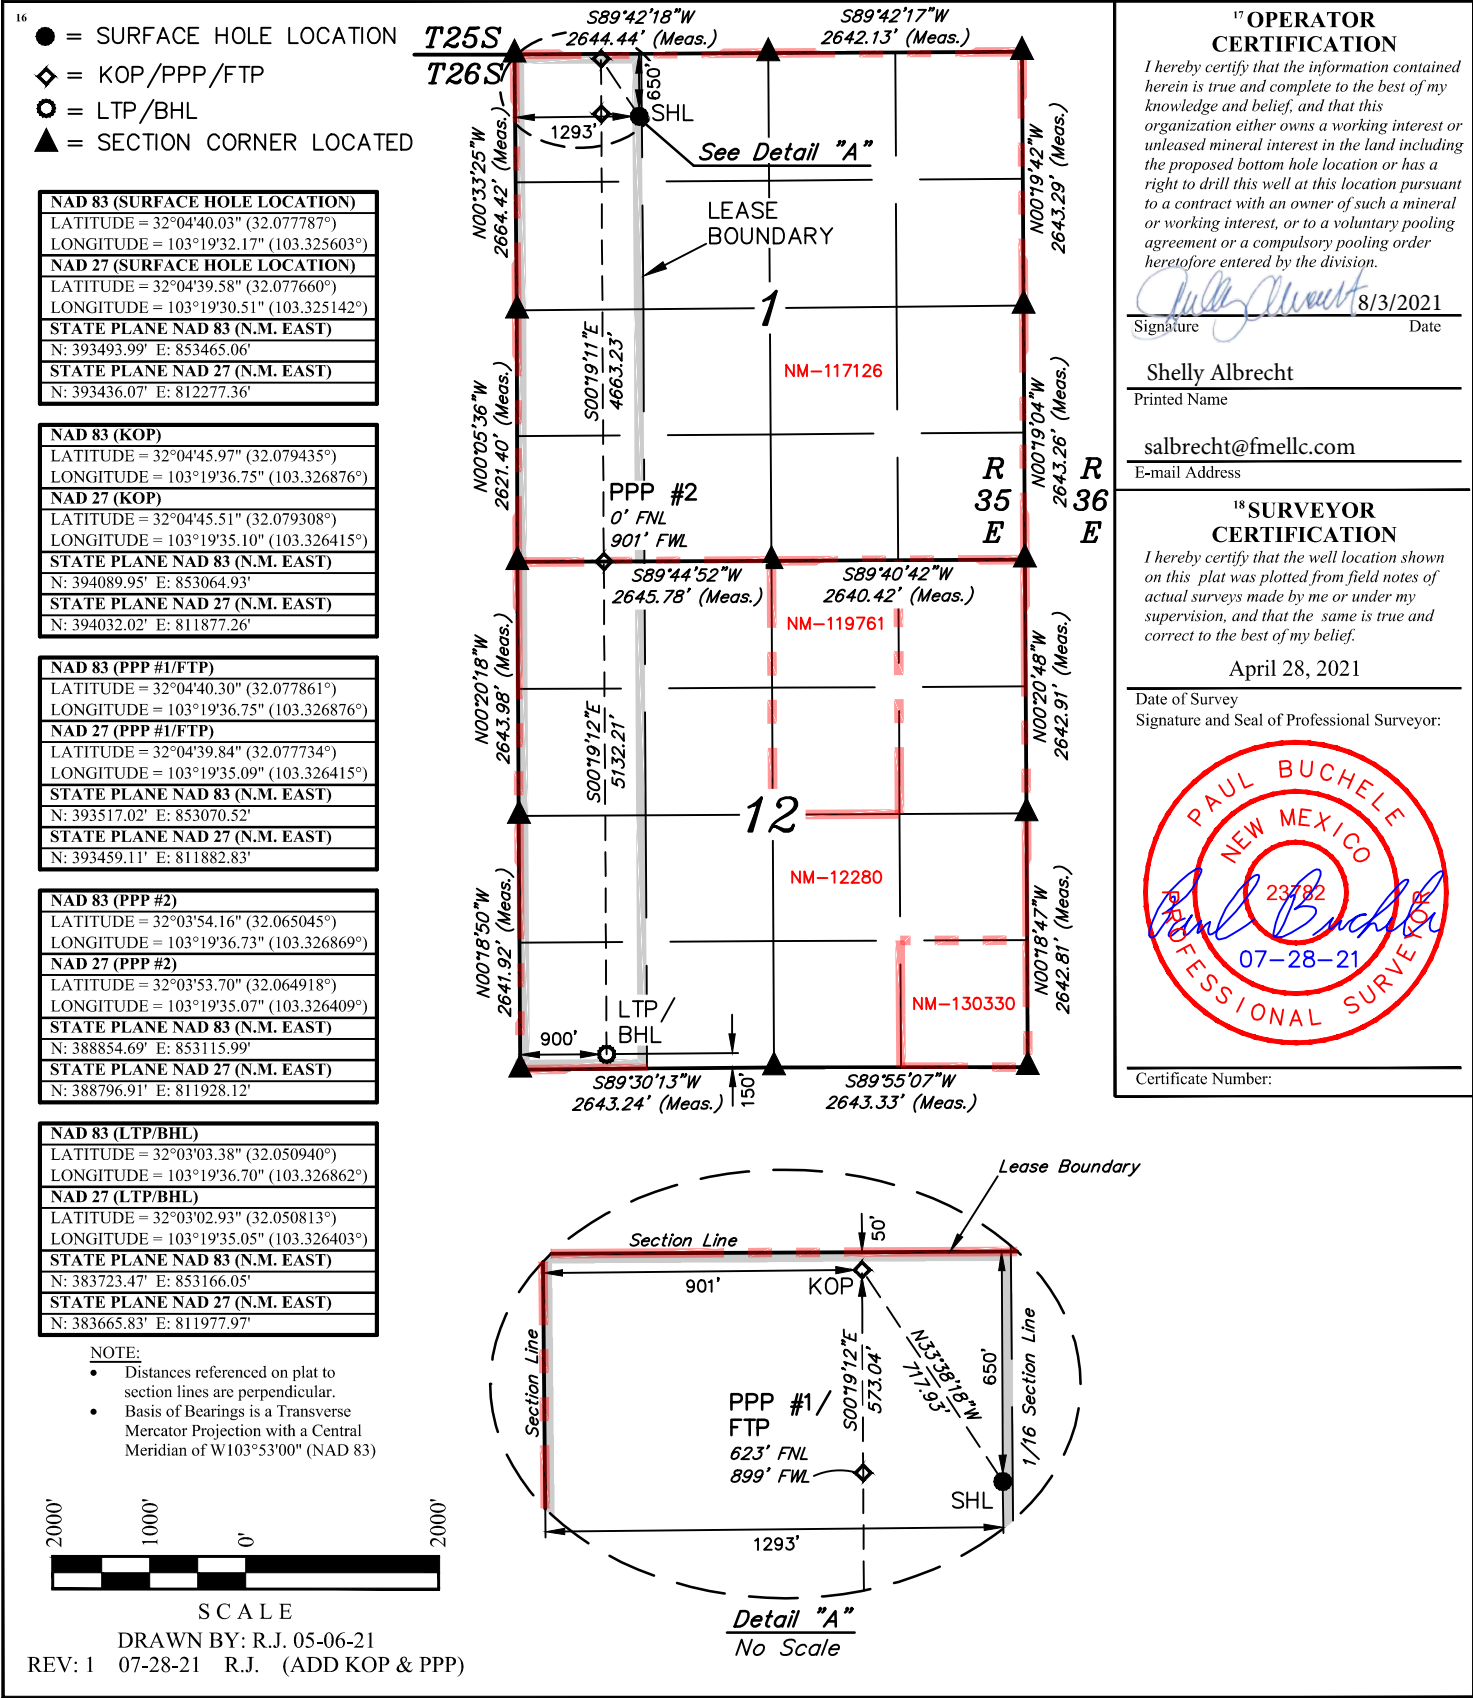 16
= SURFACE HOLE LOCATION
= KOP/PPP/FTP
= LTP/BHL
= SECTION CORNER LOCATED
NAD 83 (SURFACE HOLE LOCATION)
LATITUDE = 32°04'40.03" (32.077787°)
LONGITUDE = 103°19'32.17" (103.325603°)
NAD 27 (SURFACE HOLE LOCATION)
LATITUDE = 32°04'39.58" (32.077660°)
LONGITUDE = 103°19'30.51" (103.325142°)
STATE PLANE NAD 83 (N.M. EAST)
N: 393493.99' E: 853465.06'
STATE PLANE NAD 27 (N.M. EAST)
N: 393436.07' E: 812277.36'
NAD 83 (KOP)
LATITUDE = 32°04'45.97" (32.079435°)
LONGITUDE = 103°19'36.75" (103.326876°)
NAD 27 (KOP)
LATITUDE = 32°04'45.51" (32.079308°)
LONGITUDE = 103°19'35.10" (103.326415°)
STATE PLANE NAD 83 (N.M. EAST)
N: 394089.95' E: 853064.93'
STATE PLANE NAD 27 (N.M. EAST)
N: 394032.02' E: 811877.26'
NAD 83 (PPP #1/FTP)
LATITUDE = 32°04'40.30" (32.077861°)
LONGITUDE = 103°19'36.75" (103.326876°)
NAD 27 (PPP #1/FTP)
LATITUDE = 32°04'39.84" (32.077734°)
LONGITUDE = 103°19'35.09" (103.326415°)
STATE PLANE NAD 83 (N.M. EAST)
N: 393517.02' E: 853070.52'
STATE PLANE NAD 27 (N.M. EAST)
N: 393459.11' E: 811882.83'
NAD 83 (PPP #2)
LATITUDE = 32°03'54.16" (32.065045°)
LONGITUDE = 103°19'36.73" (103.326869°)
NAD 27 (PPP #2)
LATITUDE = 32°03'53.70" (32.064918°)
LONGITUDE = 103°19'35.07" (103.326409°)
STATE PLANE NAD 83 (N.M. EAST)
N: 388854.69' E: 853115.99'
STATE PLANE NAD 27 (N.M. EAST)
N: 388796.91' E: 811928.12'
NAD 83 (LTP/BHL)
LATITUDE = 32°03'03.38" (32.050940°)
LONGITUDE = 103°19'36.70" (103.326862°)
NAD 27 (LTP/BHL)
LATITUDE = 32°03'02.93" (32.050813°)
LONGITUDE = 103°19'35.05" (103.326403°)
STATE PLANE NAD 83 (N.M. EAST)
N: 383723.47' E: 853166.05'
STATE PLANE NAD 27 (N.M. EAST)
N: 383665.83' E: 811977.97'
NOTE:
• Distances referenced on plat to
section lines are perpendicular.
• Basis of Bearings is a Transverse
Mercator Projection with a Central
Meridian of W103°53'00" (NAD 83)
2000' 1000' 0' 2000'
SCALE
DRAWN BY: R.J. 05-06-21
REV: 1 07-28-21 R.J. (ADD KOP & PPP)
T25S
T26S
S89°42'18"W
2644.44' (Meas.)
S89°42'17"W
2642.13' (Meas.)
650'
SHL
1293'
See Detail "A"
N00°33'25"W
2664.42' (Meas.)
N00°19'42"W
2643.29' (Meas.)
LEASE
BOUNDARY
1
S00°19'11"E
4663.23'
NM-117126
N00°05'36"W
2621.40' (Meas.)
N00°19'04"W
2643.26' (Meas.)
R
35
E
R
36
E
PPP #2
0' FNL
901' FWL
S89°44'52"W
2645.78' (Meas.)
S89°40'42"W
2640.42' (Meas.)
NM-119761
N00°20'18"W
2643.98' (Meas.)
N00°20'48"W
2642.91' (Meas.)
S00°19'12"E
5132.21'
12
NM-12280
N00°18'50"W
2641.92' (Meas.)
N00°18'47"W
2642.81' (Meas.)
NM-130330
LTP/
BHL
900'
150'
S89°30'13"W
2643.24' (Meas.)
S89°55'07"W
2643.33' (Meas.)
Lease Boundary
Section Line
50'
901'
KOP
Section Line
S00°19'12"E
573.04'
N33°38'18"W
717.93'
650'
1/16 Section Line
PPP #1/
FTP
623' FNL
899' FWL
SHL
1293'
Detail "A"
No Scale
17 OPERATOR
CERTIFICATION
I hereby certify that the information contained
herein is true and complete to the best of my
knowledge and belief, and that this
organization either owns a working interest or
unleased mineral interest in the land including
the proposed bottom hole location or has a
right to drill this well at this location pursuant
to a contract with an owner of such a mineral
or working interest, or to a voluntary pooling
agreement or a compulsory pooling order
heretofore entered by the division.
8/3/2021
Signature Date
Shelly Albrecht
Printed Name
salbrecht@fmellc.com
E-mail Address
18 SURVEYOR
CERTIFICATION
I hereby certify that the well location shown
on this plat was plotted from field notes of
actual surveys made by me or under my
supervision, and that the same is true and
correct to the best of my belief.
April 28, 2021
Date of Survey
Signature and Seal of Professional Surveyor:
PAUL BUCHELE
NEW MEXICO
23782
Paul Buchele
07-28-21
PROFESSIONAL SURVEYOR
Certificate Number: